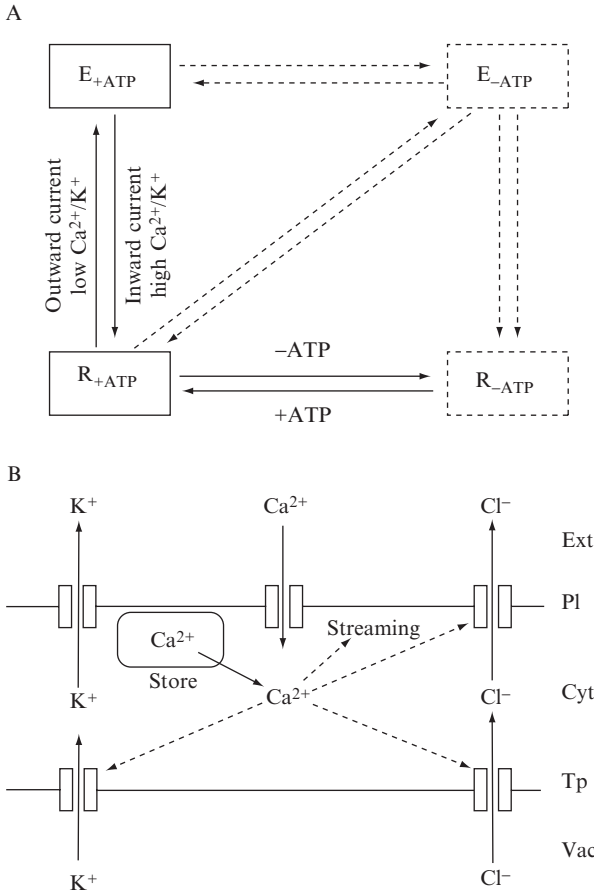 A
E+ATP
E−ATP
Outward current
low Ca2+/K+
Inward current
high Ca2+/K+
−ATP
R+ATP
R−ATP
+ATP
B
K+
Ca2+
Cl−
Ext
Pl
Ca2+
Streaming
Store
K+
Ca2+
Cl−
Cyt
Tp
Vac
K+
Cl−